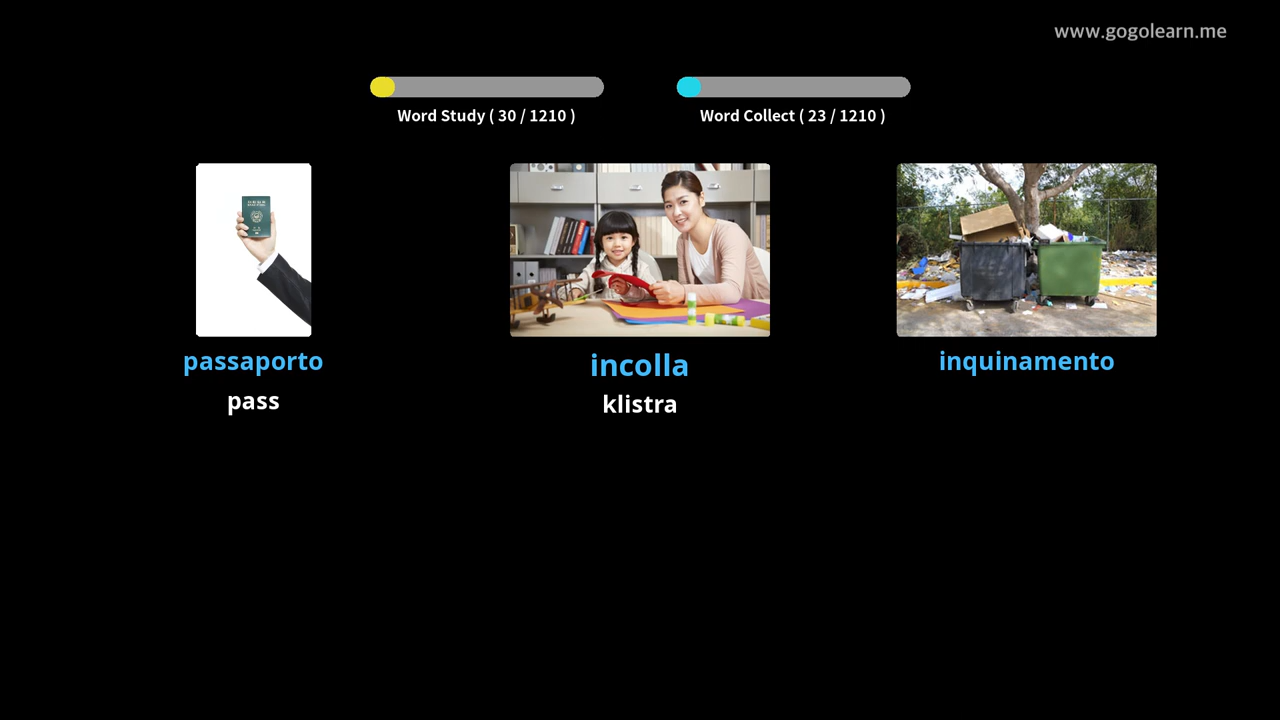 www.gogolearn.me
Word Study ( 30 / 1210 )
Word Collect ( 23 / 1210 )
passaporto
pass
incolla
klistra
inquinamento